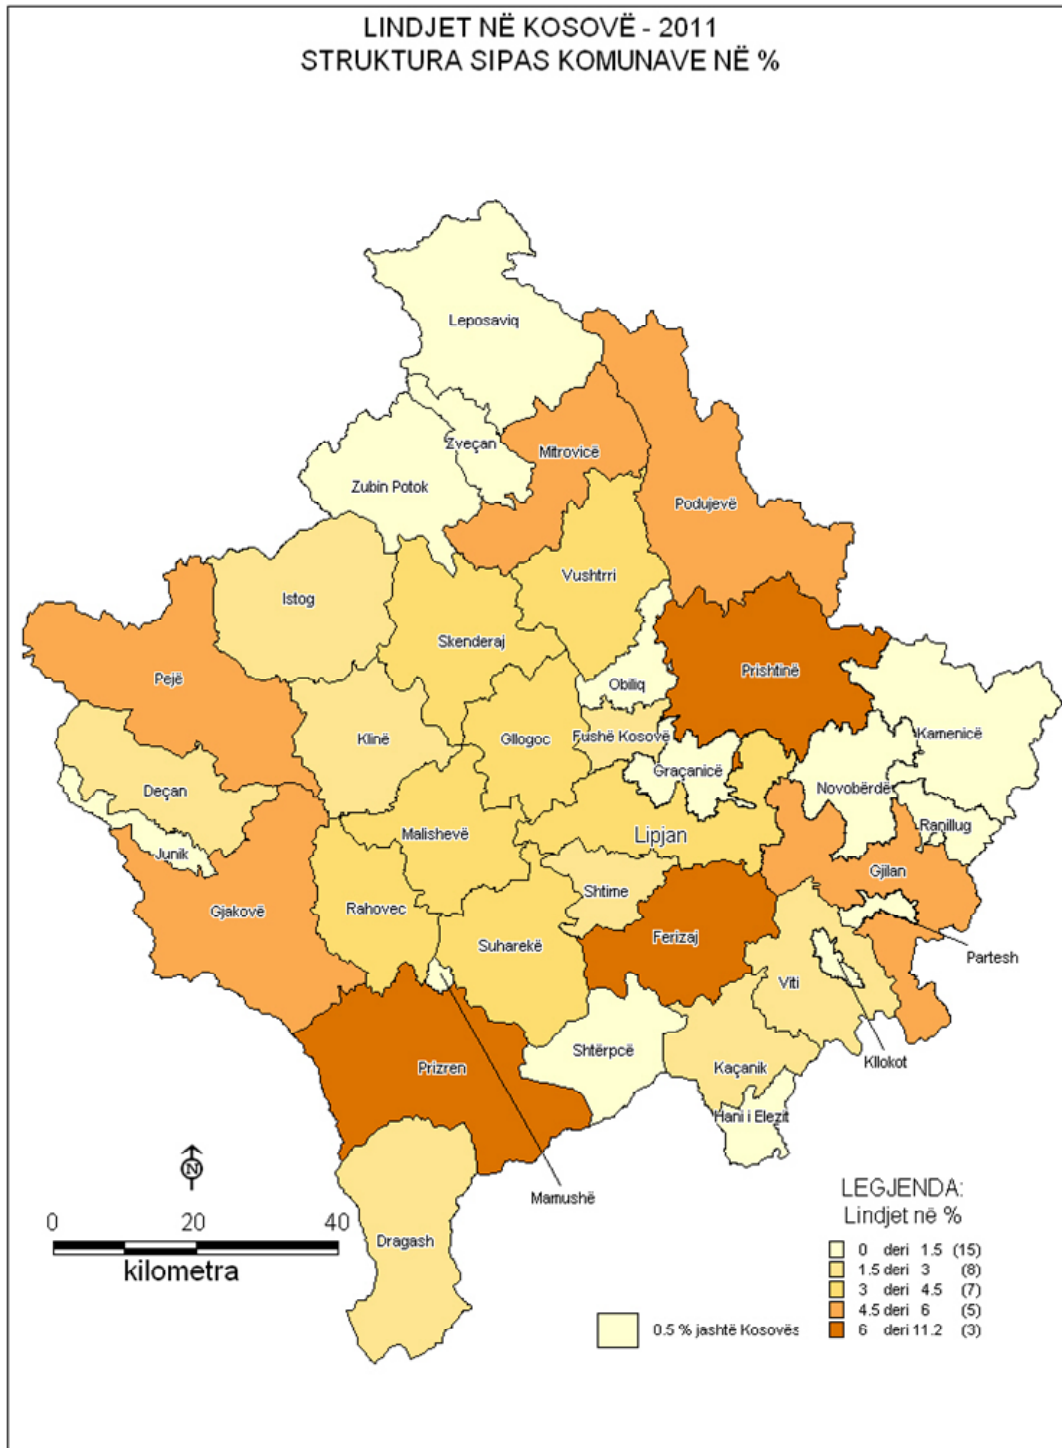 LINDJET NË KOSOVË - 2011
STRUKTURA SIPAS KOMUNAVE NË %
Leposaviq
Zveçan
Mitrovicë
Zubin Potok
Podujevë
Vushtrri
Istog
Skenderaj
Pejë
Obiliq
Prishtinë
Klinë
Gllogoc
Fushë Kosovë
Kamenicë
Graçanicë
Deçan
Novobërdë
Malishevë
Lipjan
Ranillug
Junik
Shtime
Gjilan
Gjakovë
Rahovec
Ferizaj
Suharekë
Partesh
Viti
Shtërpcë
Kllokot
Prizren
Kaçanik
Hani i Elezit
Mamushë
Dragash
N
0 20 40
kilometra
LEGJENDA:
Lindjet në %
0 deri 1.5 (15)
1.5 deri 3 (8)
3 deri 4.5 (7)
4.5 deri 6 (5)
6 deri 11.2 (3)
0.5 % jashtë Kosovës